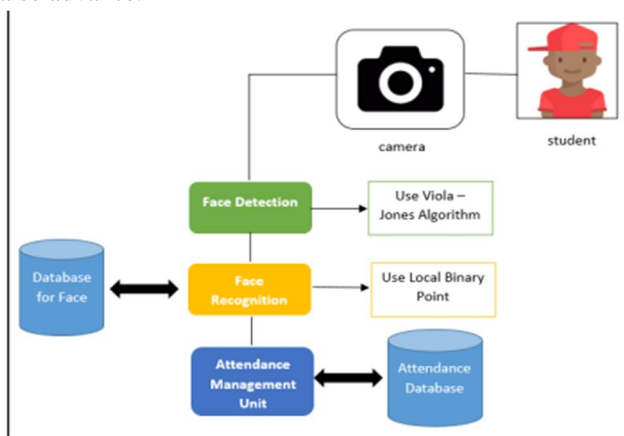 camera
student
Face Detection
Use Viola –
Jones Algorithm
Database
for Face
Face
Recognition
Use Local Binary
Point
Attendance
Management
Unit
Attendance
Database